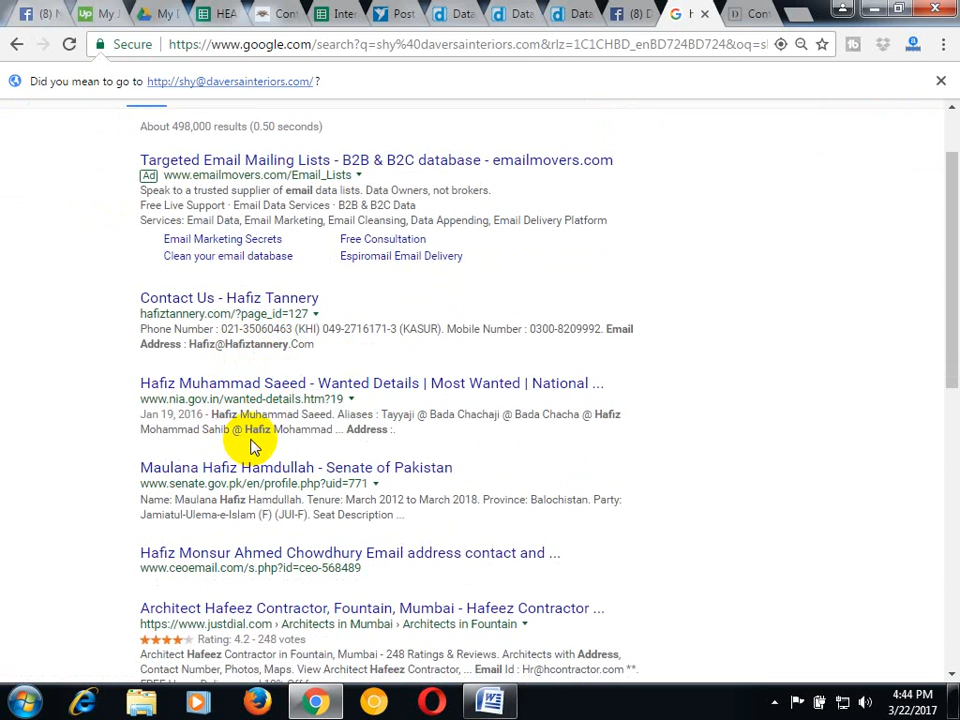 (8) N
My J
My D
HEA
Con
Inter
Post
Data
Data
Data
(8) D
h
Con
Secure
https://www.google.com/search?q=shy%40daversainteriors.com&rlz=1C1CHBD_enBD724BD724&oq=sl
Did you mean to go to http://shy@daversainteriors.com/ ?
About 498,000 results (0.50 seconds)
Targeted Email Mailing Lists - B2B & B2C database - emailmovers.com
Ad www.emailmovers.com/Email_Lists
Speak to a trusted supplier of email data lists. Data Owners, not brokers.
Free Live Support · Email Data Services · B2B & B2C Data
Services: Email Data, Email Marketing, Email Cleansing, Data Appending, Email Delivery Platform
Email Marketing Secrets Free Consultation
Clean your email database Espiromail Email Delivery
Contact Us - Hafiz Tannery
hafiztannery.com/?page_id=127
Phone Number : 021-35060463 (KHI) 049-2716171-3 (KASUR). Mobile Number : 0300-8209992. Email
Address : Hafiz@Hafiztannery.Com
Hafiz Muhammad Saeed - Wanted Details | Most Wanted | National ...
www.nia.gov.in/wanted-details.htm?19
Jan 19, 2016 - Hafiz Muhammad Saeed. Aliases : Tayyaji @ Bada Chachaji @ Bada Chacha @ Hafiz
Mohammad Sahib @ Hafiz Mohammad ... Address :.
Maulana Hafiz Hamdullah - Senate of Pakistan
www.senate.gov.pk/en/profile.php?uid=771
Name: Maulana Hafiz Hamdullah. Tenure: March 2012 to March 2018. Province: Balochistan. Party:
Jamiatul-Ulema-e-Islam (F) (JUI-F). Seat Description ...
Hafiz Monsur Ahmed Chowdhury Email address contact and ...
www.ceoemail.com/s.php?id=ceo-568489
Architect Hafeez Contractor, Fountain, Mumbai - Hafeez Contractor ...
https://www.justdial.com › Architects in Mumbai › Architects in Fountain
Rating: 4.2 - 248 votes
Architect Hafeez Contractor in Fountain, Mumbai - 248 Ratings & Reviews. Architects with Address,
Contact Number, Photos, Maps. View Architect Hafeez Contractor, ... Email Id : Hr@hcontractor.com **.
4:44 PM
3/22/2017